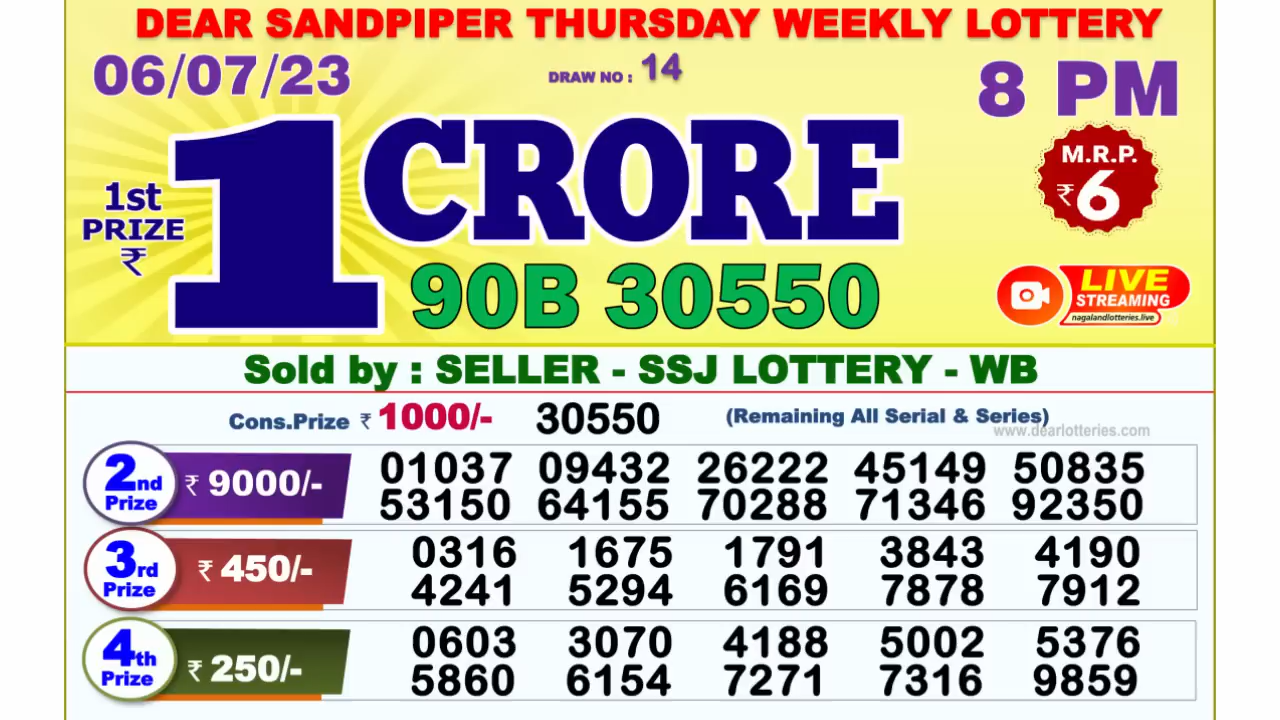 DEAR SANDPIPER THURSDAY WEEKLY LOTTERY
06/07/23 DRAW NO : 14 8 PM
1st PRIZE ₹ 1 CRORE
M.R.P. ₹ 6
90B 30550
LIVE STREAMING
nagalandlotteries.live
Sold by : SELLER - SSJ LOTTERY - WB
Cons.Prize ₹ 1000/- 30550 (Remaining All Serial & Series)
www.dearlotteries.com
2nd Prize ₹ 9000/-
01037 09432 26222 45149 50835
53150 64155 70288 71346 92350
3rd Prize ₹ 450/-
0316 1675 1791 3843 4190
4241 5294 6169 7878 7912
4th Prize ₹ 250/-
0603 3070 4188 5002 5376
5860 6154 7271 7316 9859